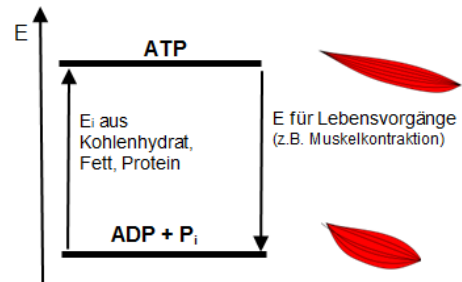 E
ATP
Ei aus
Kohlenhydrat,
Fett, Protein
E für Lebensvorgänge
(z.B. Muskelkontraktion)
ADP + Pi